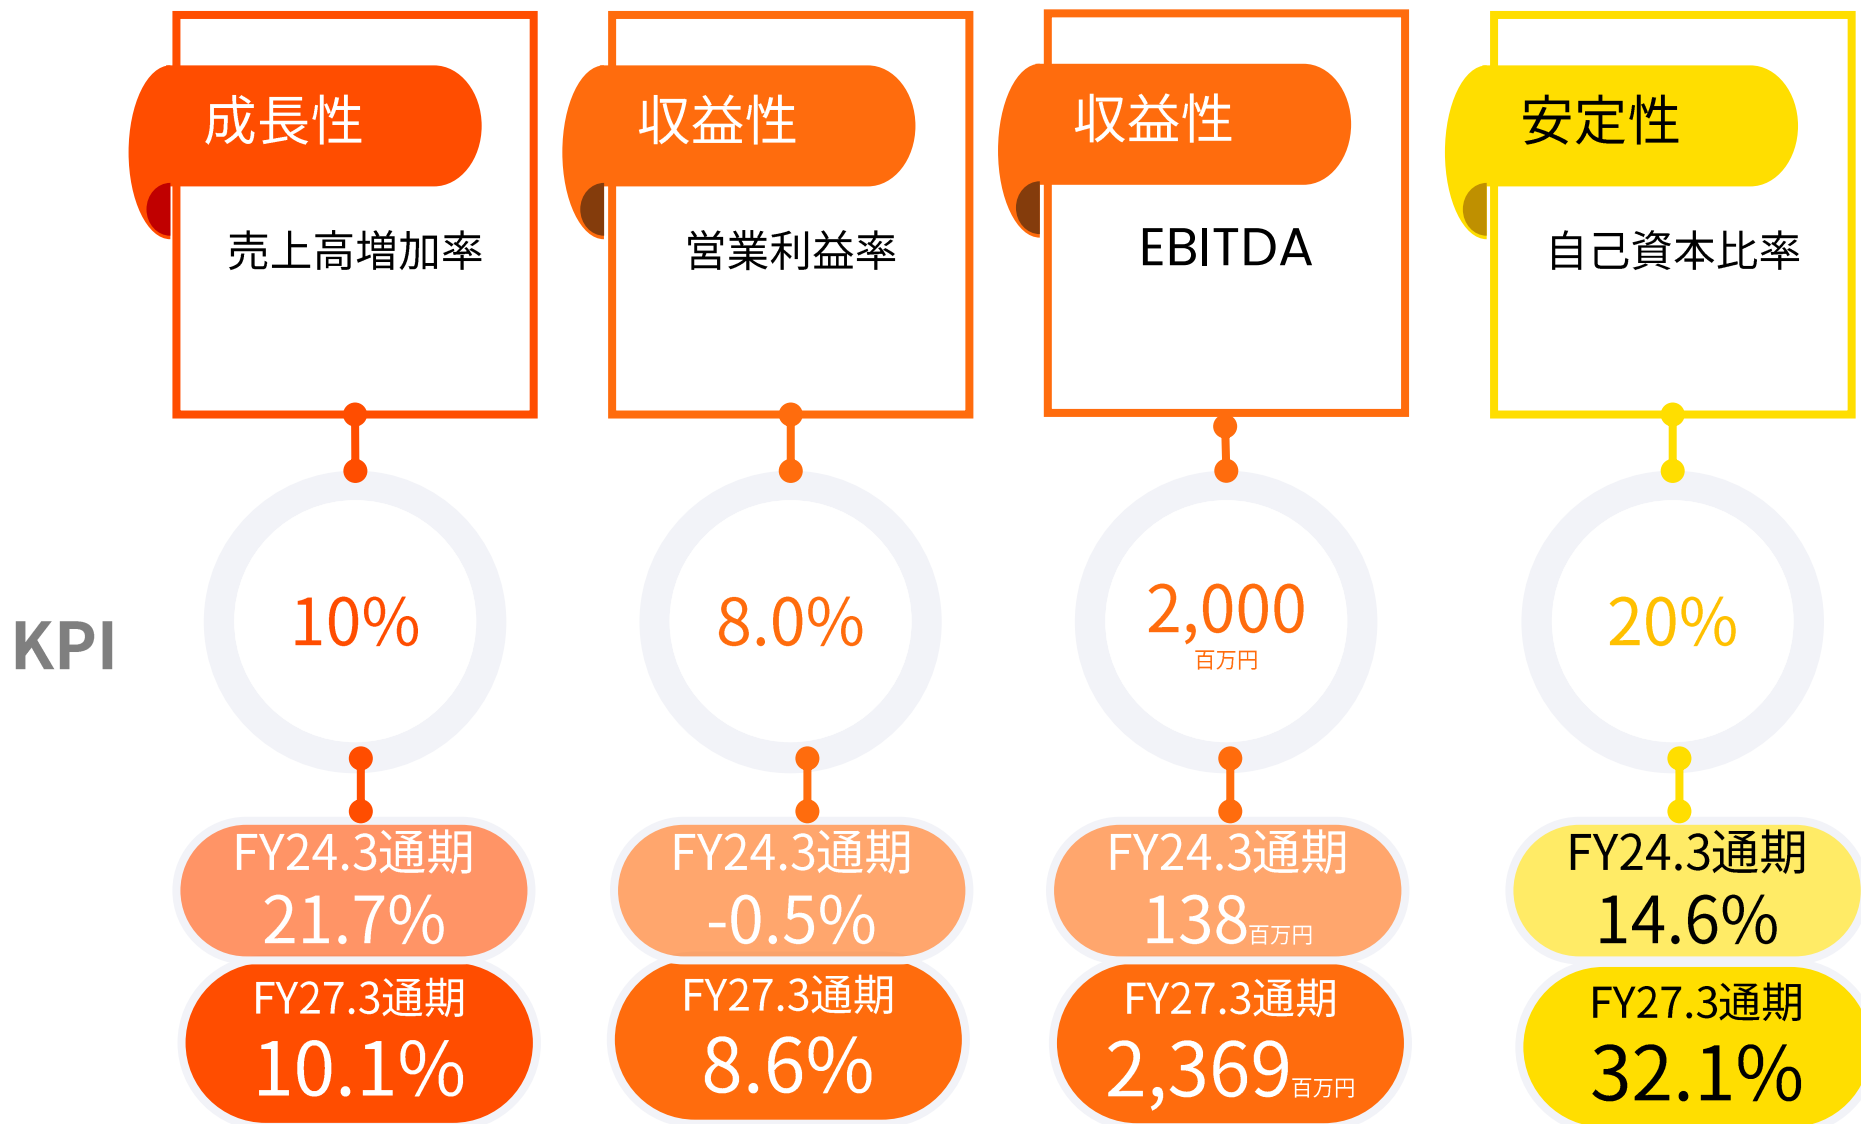 成長性
売上高増加率
収益性
営業利益率
収益性
EBITDA
安定性
自己資本比率
KPI
10%
8.0%
2,000
百万円
20%
FY24.3通期
21.7%
FY24.3通期
-0.5%
FY24.3通期
138百万円
FY24.3通期
14.6%
FY27.3通期
10.1%
FY27.3通期
8.6%
FY27.3通期
2,369百万円
FY27.3通期
32.1%